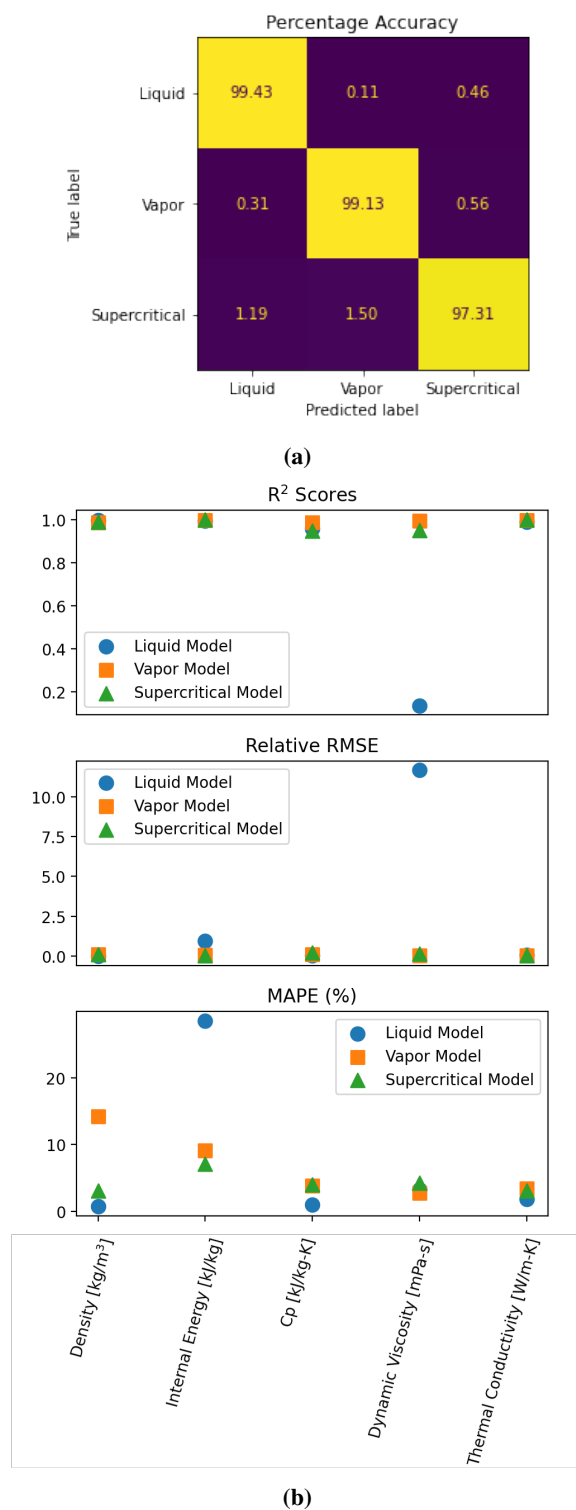 Percentage Accuracy
True label
Liquid 99.43 0.11 0.46
Vapor 0.31 99.13 0.56
Supercritical 1.19 1.50 97.31
Liquid Vapor Supercritical
Predicted label
(a)
R² Scores
1.0
0.8
0.6
0.4
0.2
Liquid Model
Vapor Model
Supercritical Model
Relative RMSE
10.0
7.5
5.0
2.5
0.0
Liquid Model
Vapor Model
Supercritical Model
MAPE (%)
20
10
0
Liquid Model
Vapor Model
Supercritical Model
Density [kg/m³]
Internal Energy [kJ/kg]
Cp [kJ/kg-K]
Dynamic Viscosity [mPa-s]
Thermal Conductivity [W/m-K]
(b)